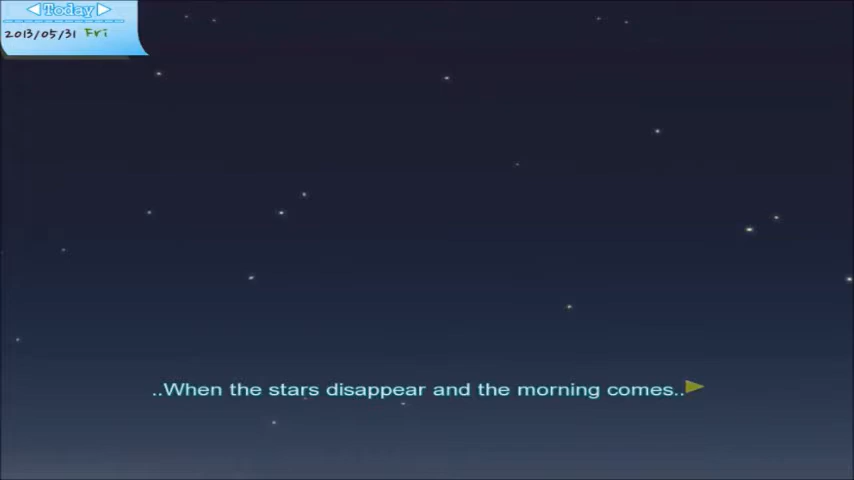 Today
2013/05/31 Fri
..When the stars disappear and the morning comes..